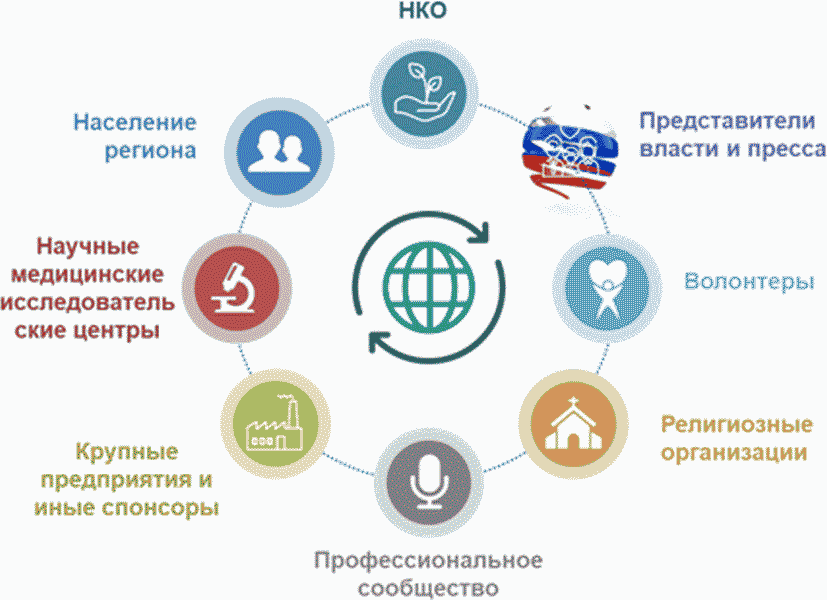 НКО
Представители
власти и пресса
Волонтеры
Религиозные
организации
Профессиональное
сообщество
Крупные
предприятия и
иные спонсоры
Научные
медицинские
исследователь
ские центры
Население
региона